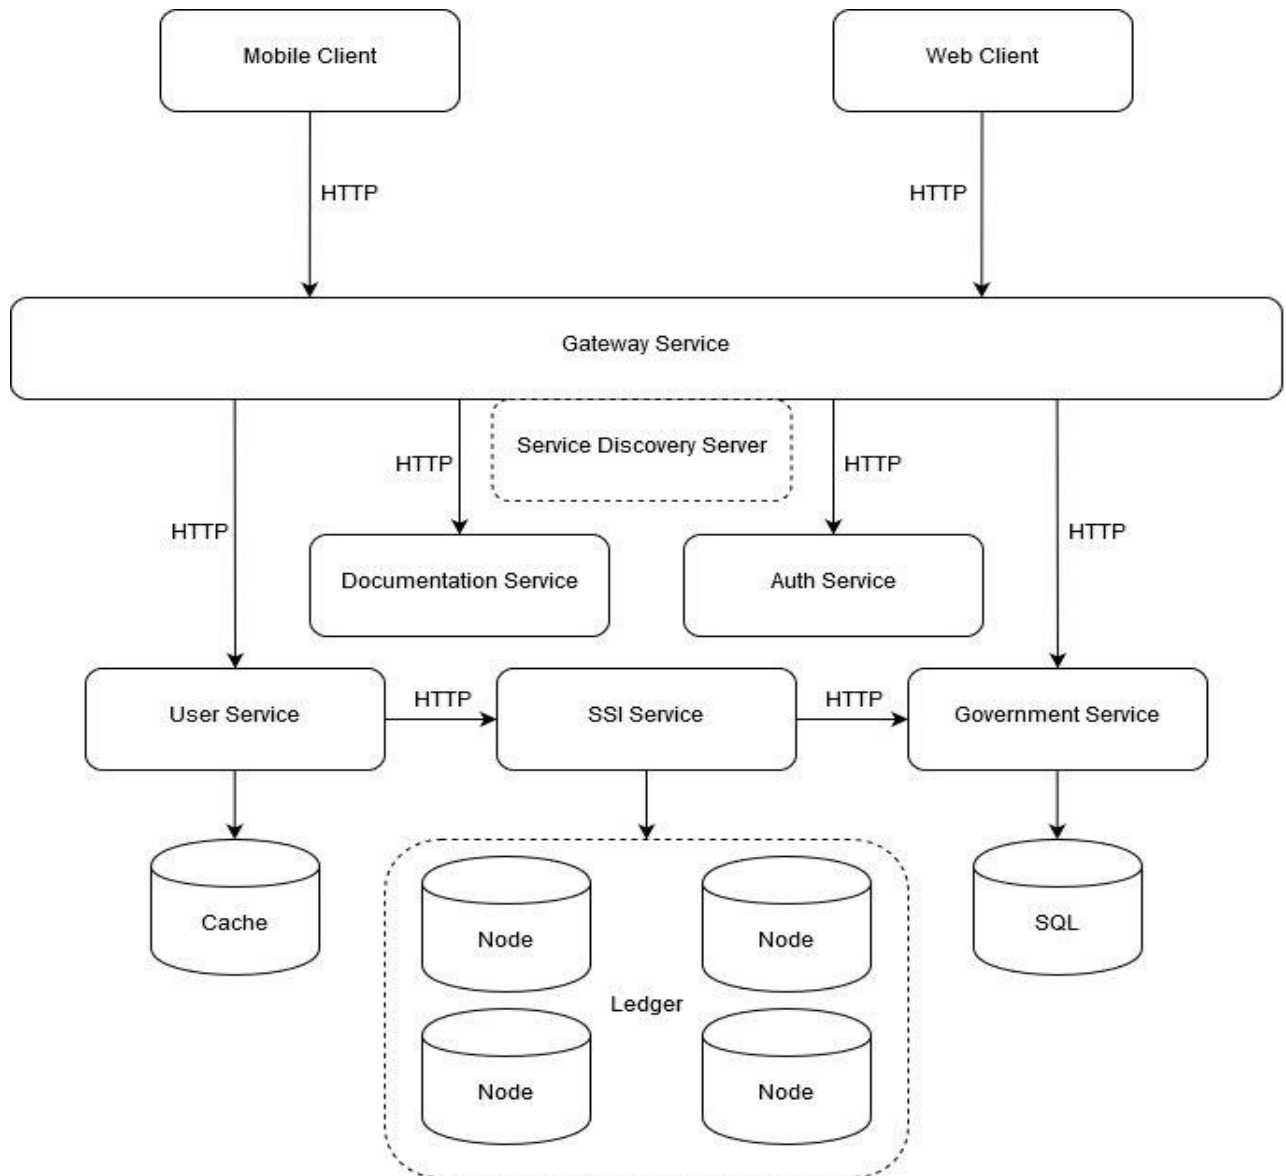 Mobile Client
Web Client
HTTP
HTTP
Gateway Service
Service Discovery Server
HTTP
HTTP
HTTP
HTTP
Documentation Service
Auth Service
User Service
HTTP
SSI Service
HTTP
Government Service
Cache
Node
Node
SQL
Ledger
Node
Node